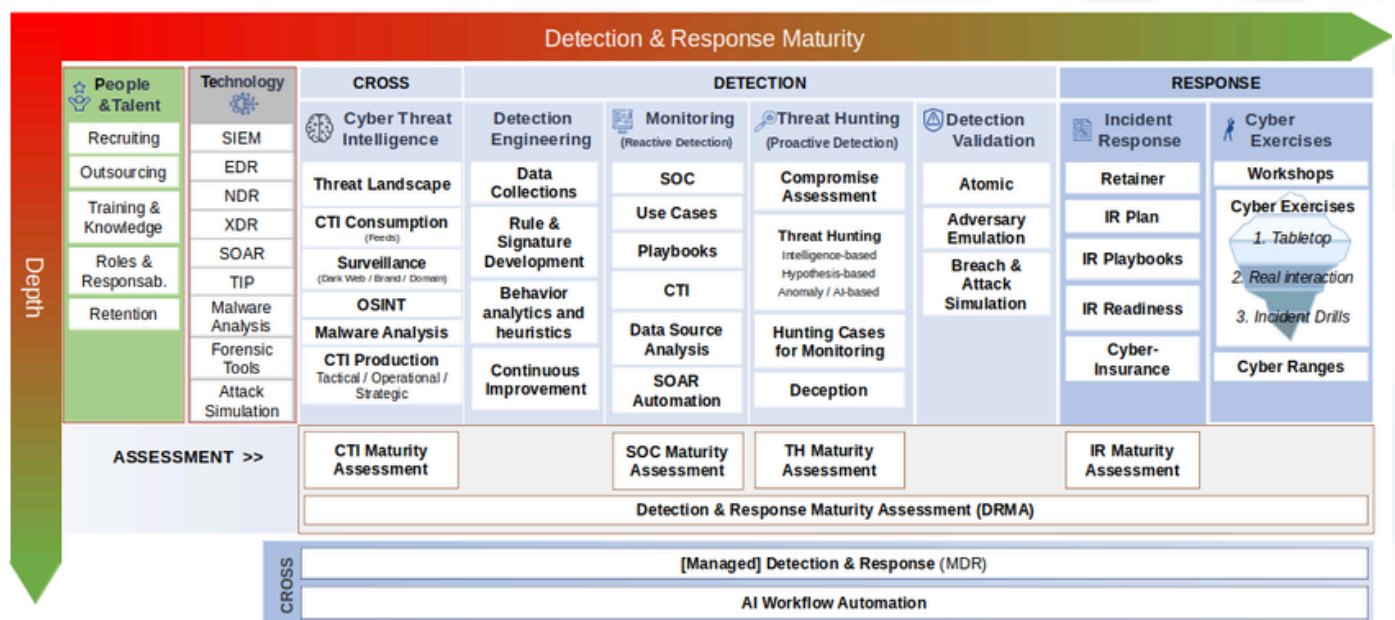 Detection & Response Maturity
Depth
People
& Talent
Recruiting
Outsourcing
Training &
Knowledge
Roles &
Responsab.
Retention
Technology
SIEM
EDR
NDR
XDR
SOAR
TIP
Malware
Analysis
Forensic
Tools
Attack
Simulation
CROSS
Cyber Threat
Intelligence
Threat Landscape
CTI Consumption
(Feeds)
Surveillance
(Dark Web / Brand / Domain)
OSINT
Malware Analysis
CTI Production
Tactical / Operational /
Strategic
DETECTION
Detection
Engineering
Data
Collections
Rule &
Signature
Development
Behavior
analytics and
heuristics
Continuous
Improvement
Monitoring
(Reactive Detection)
SOC
Use Cases
Playbooks
CTI
Data Source
Analysis
SOAR
Automation
Threat Hunting
(Proactive Detection)
Compromise
Assessment
Threat Hunting
Intelligence-based
Hypothesis-based
Anomaly / AI-based
Hunting Cases
for Monitoring
Deception
Detection
Validation
Atomic
Adversary
Emulation
Breach &
Attack
Simulation
RESPONSE
Incident
Response
Retainer
IR Plan
IR Playbooks
IR Readiness
Cyber-
Insurance
Cyber
Exercises
Workshops
Cyber Exercises
1. Tabletop
2. Real interaction
3. Incident Drills
Cyber Ranges
ASSESSMENT >>
CTI Maturity
Assessment
SOC Maturity
Assessment
TH Maturity
Assessment
IR Maturity
Assessment
Detection & Response Maturity Assessment (DRMA)
CROSS
[Managed] Detection & Response (MDR)
AI Workflow Automation